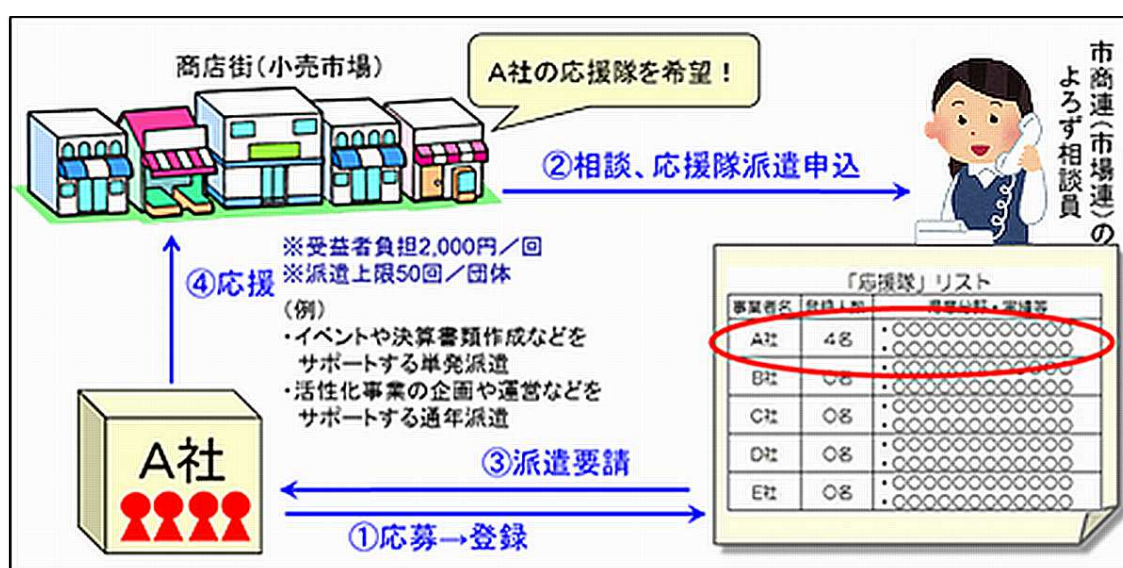 商店街(小売市場)
A社の応援隊を希望!
市商連(市場連)の
よろず相談員
②相談、応援隊派遣申込
※受益者負担2,000円/回
※派遣上限50回/団体
④応援
(例)
・イベントや決算書類作成などを
サポートする単発派遣
・活性化事業の企画や運営などを
サポートする通年派遣
「応援隊」リスト
事業者名 登録人数 得意分野・実績等
A社 4名 ・○○○○○○○○○○○○
・○○○○○○○○○○○○
B社 ○名 ・○○○○○○○○○○○○
・○○○○○○○○○○○○
C社 ○名 ・○○○○○○○○○○○○
・○○○○○○○○○○○○
D社 ○名 ・○○○○○○○○○○○○
・○○○○○○○○○○○○
E社 ○名 ・○○○○○○○○○○○○
・○○○○○○○○○○○○
A社
③派遣要請
①応募→登録